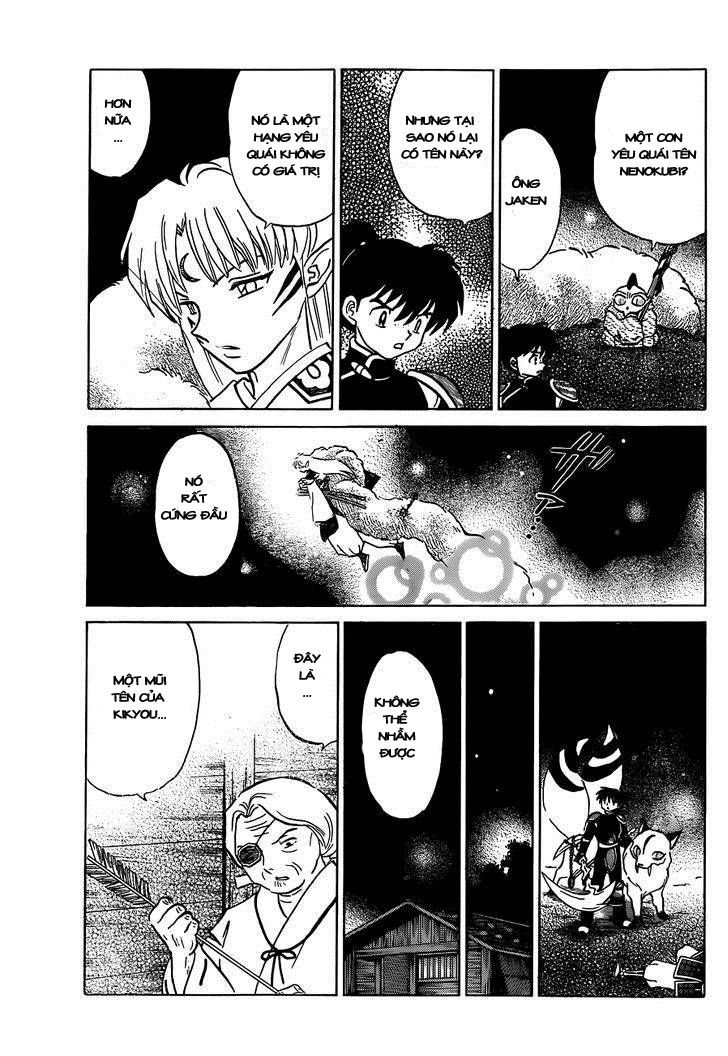 MỘT CON
YÊU QUÁI TÊN
NENOKUBI?
ÔNG
JAKEN
NHƯNG TẠI
SAO NÓ LẠI
CÓ TÊN NÀY?
NÓ LÀ MỘT
HẠNG YÊU
QUÁI KHÔNG
CÓ GIÁ TRỊ
HƠN
NỮA
...
NÓ
RẤT
CỨNG ĐẦU
KHÔNG
THỂ
NHẦM
ĐƯỢC
ĐÂY
LÀ
...
MỘT MŨI
TÊN CỦA
KIKYOU...